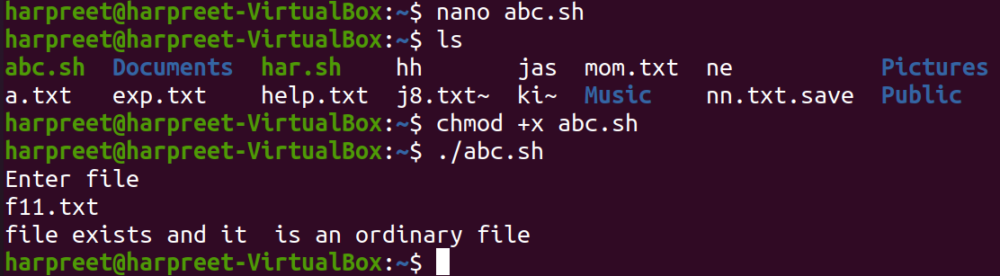 harpreet@harpreet-VirtualBox:~$ nano abc.sh
harpreet@harpreet-VirtualBox:~$ ls
abc.sh  Documents  har.sh    hh     jas  mom.txt  ne           Pictures
a.txt   exp.txt    help.txt  j8.txt~  ki~  Music    nn.txt.save  Public
harpreet@harpreet-VirtualBox:~$ chmod +x abc.sh
harpreet@harpreet-VirtualBox:~$ ./abc.sh
Enter file
f11.txt
file exists and it  is an ordinary file
harpreet@harpreet-VirtualBox:~$